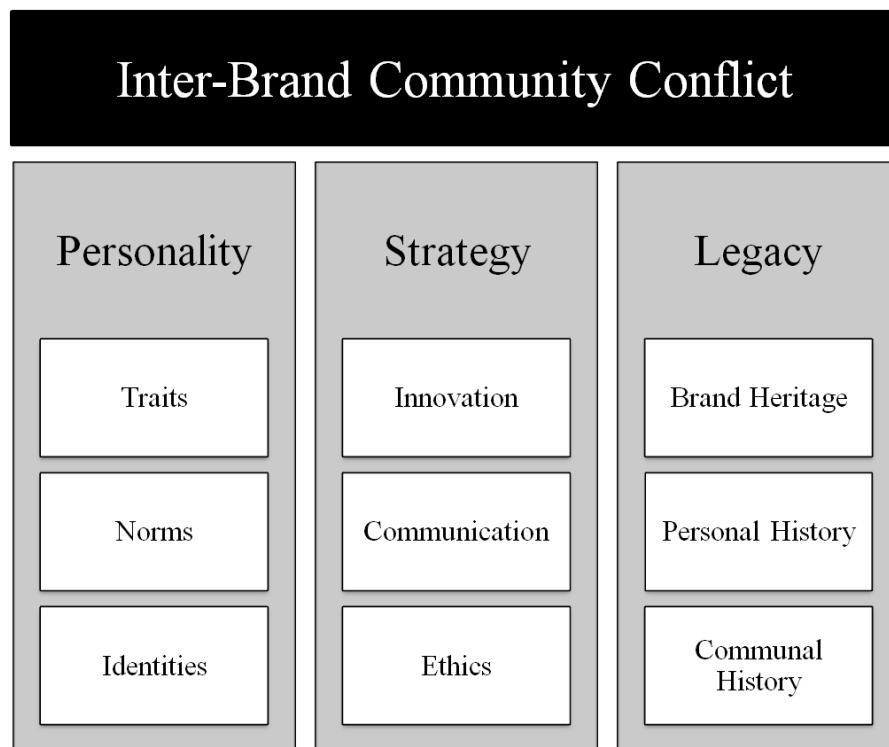 Inter-Brand Community Conflict
Personality
Traits
Norms
Identities
Strategy
Innovation
Communication
Ethics
Legacy
Brand Heritage
Personal History
Communal
History